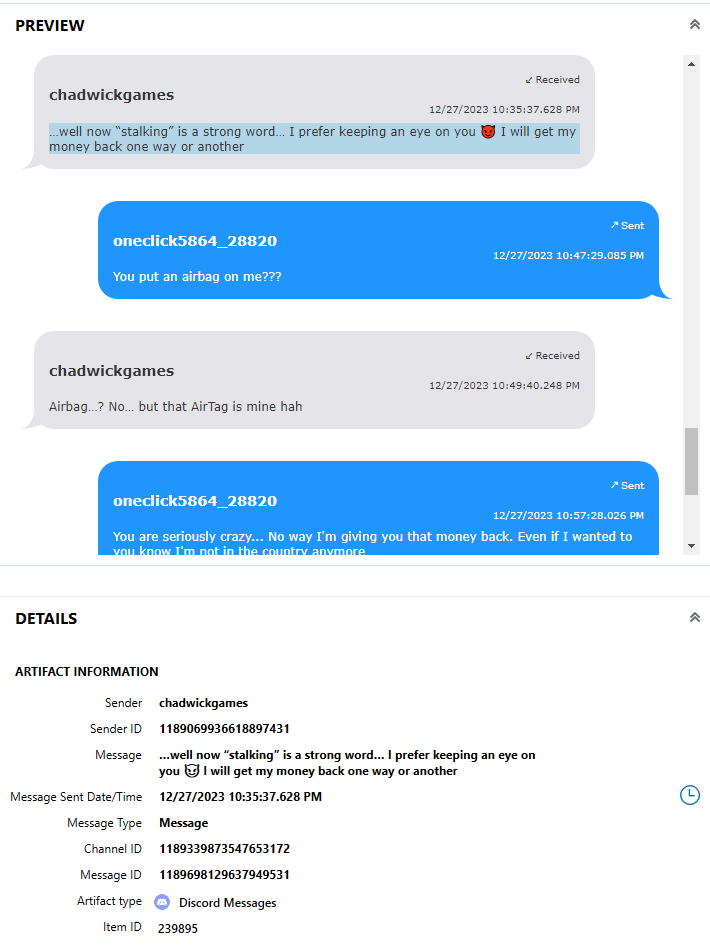 PREVIEW
↙ Received
chadwickgames
12/27/2023 10:35:37.628 PM
...well now “stalking” is a strong word... I prefer keeping an eye on you 😈 I will get my
money back one way or another
↗ Sent
oneclick5864_28820
12/27/2023 10:47:29.085 PM
You put an airbag on me???
↙ Received
chadwickgames
12/27/2023 10:49:40.248 PM
Airbag...? No... but that AirTag is mine hah
↗ Sent
oneclick5864_28820
12/27/2023 10:57:28.026 PM
You are seriously crazy... No way I'm giving you that money back. Even if I wanted to
you know I'm not in the country anymore
DETAILS
ARTIFACT INFORMATION
Sender chadwickgames
Sender ID 1189069936618897431
Message ...well now “stalking” is a strong word... I prefer keeping an eye on
you 😈 I will get my money back one way or another
Message Sent Date/Time 12/27/2023 10:35:37.628 PM
Message Type Message
Channel ID 1189339873547653172
Message ID 1189698129637949531
Artifact type Discord Messages
Item ID 239895